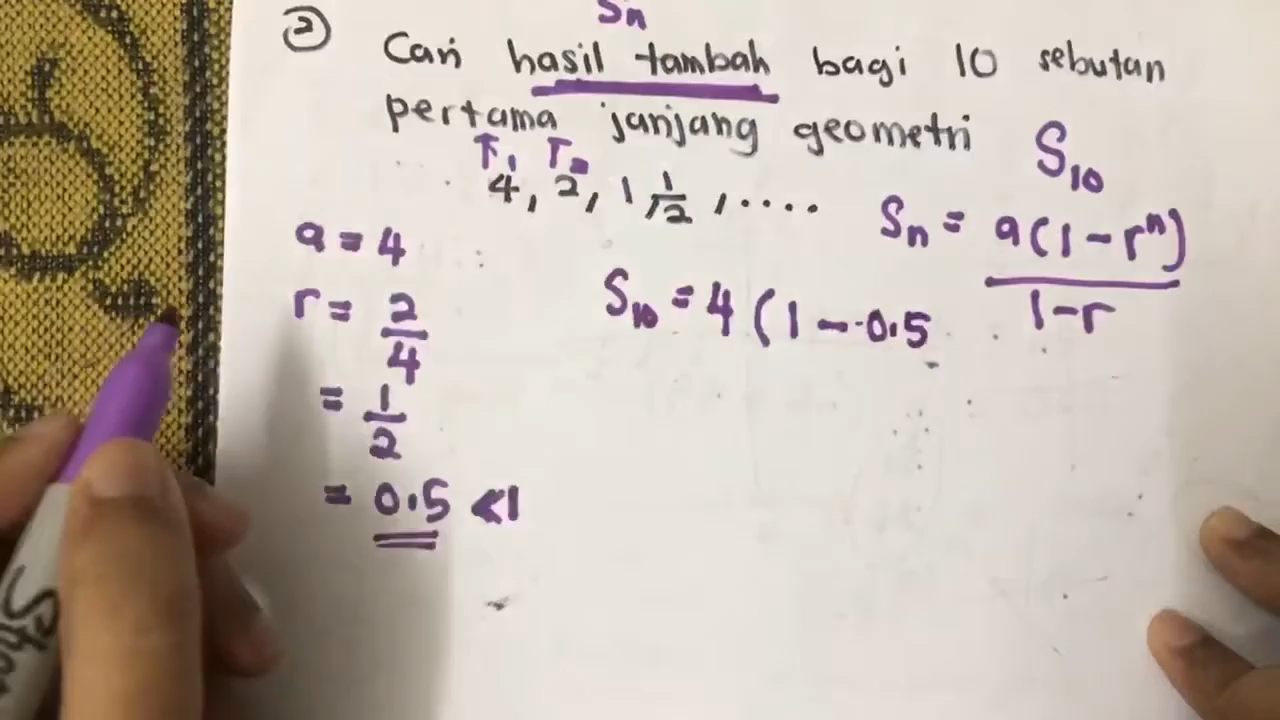 Sn
② Cari hasil tambah bagi 10 sebutan
pertama janjang geometri
S10
T1 T2
4, 2, 1 1/2, ....
Sn = a(1-r^n) / 1-r
a = 4
r = 2/4
= 1/2
= 0.5 <1
S10 = 4 (1 - 0.5